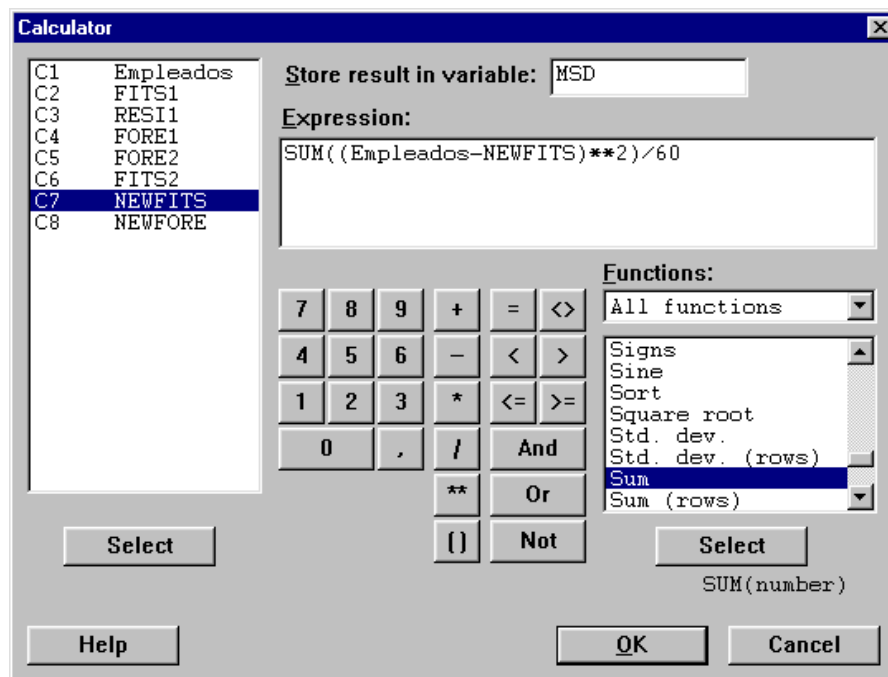 Calculator
C1 Empleados
C2 FITS1
C3 RESI1
C4 FORE1
C5 FORE2
C6 FITS2
C7 NEWFITS
C8 NEWFORE
Store result in variable: MSD
Expression:
SUM((Empleados-NEWFITS)**2)/60
Functions:
All functions
7 8 9 + = <>
4 5 6 - < >
1 2 3 * <= >=
0 , / And
** Or
() Not
Signs
Sine
Sort
Square root
Std. dev.
Std. dev. (rows)
Sum
Sum (rows)
Select
Select
SUM(number)
Help
OK
Cancel